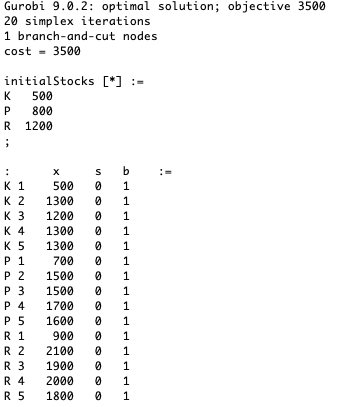 Gurobi 9.0.2: optimal solution; objective 3500
20 simplex iterations
1 branch-and-cut nodes
cost = 3500
initialStocks [*] :=
K 500
P 800
R 1200
;
: x s b :=
K 1 500 0 1
K 2 1300 0 1
K 3 1200 0 1
K 4 1300 0 1
K 5 1300 0 1
P 1 700 0 1
P 2 1500 0 1
P 3 1500 0 1
P 4 1700 0 1
P 5 1600 0 1
R 1 900 0 1
R 2 2100 0 1
R 3 1900 0 1
R 4 2000 0 1
R 5 1800 0 1